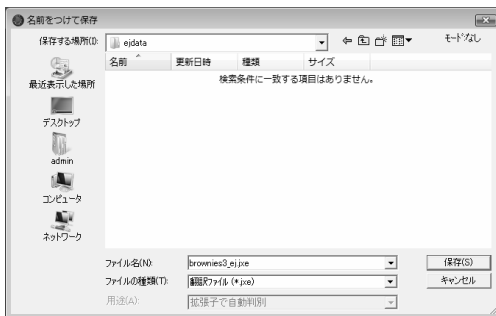 名前をつけて保存
保存する場所(I): ejdata モードなし
名前 更新日時 種類 サイズ
検索条件に一致する項目はありません。
最近表示した場所
デスクトップ
admin
コンピュータ
ネットワーク
ファイル名(N): brownies3_ej.jxe 保存(S)
ファイルの種類(T): 翻訳ファイル (*.jxe) キャンセル
用途(A): 拡張子で自動判別